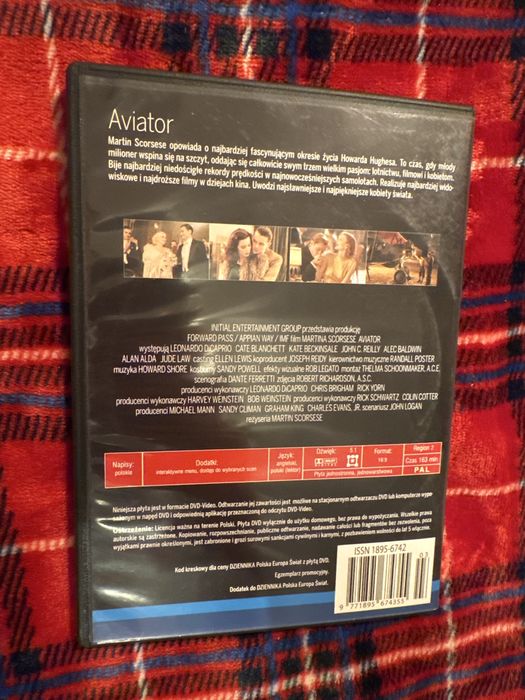 Aviator
Martin Scorsese opowiada o najbardziej fascynującym okresie życia Howarda Hughesa. To czas, gdy młody
milioner wspina się na szczyt, oddając się całkowicie swym trzem wielkim pasjom: lotnictwu, filmowi i kobietom.
Bije najbardziej niedościgłe rekordy prędkości w najnowocześniejszych samolotach. Realizuje najbardziej wido-
wiskowe i najdroższe filmy w dziejach kina. Uwodzi najsławniejsze i najpiękniejsze kobiety świata.
INITIAL ENTERTAINMENT GROUP przedstawia produkcję
FORWARD PASS / APPIAN WAY / IMF film MARTINA SCORSESE AVIATOR
występują LEONARDO DiCAPRIO CATE BLANCHETT KATE BECKINSALE JOHN C. REILLY ALEC BALDWIN
ALAN ALDA JUDE LAW casting ELLEN LEWIS koproducent JOSEPH REIDY kierownictwo muzyczne RANDALL POSTER
muzyka HOWARD SHORE kostiumy SANDY POWELL efekty wizualne ROB LEGATO montaż THELMA SCHOONMAKER, A.C.E.
scenografia DANTE FERRETTI zdjęcia ROBERT RICHARDSON, A.S.C.
producenci wykonawczy LEONARDO DiCAPRIO CHRIS BRIGHAM RICK YORN
producenci wykonawczy HARVEY WEINSTEIN BOB WEINSTEIN producenci wykonawczy RICK SCHWARTZ COLIN COTTER
producenci MICHAEL MANN SANDY CLIMAN GRAHAM KING CHARLES EVANS, JR. scenariusz JOHN LOGAN
reżyseria MARTIN SCORSESE
Napisy:
polskie
Dodatki:
interaktywne menu, dostęp do wybranych scen
Język:
angielski,
polski (lektor)
Dźwięk: 5.1
Format:
16:9
Płyta jednostronna, jednowarstwowa
Region 2
Czas 163 min
PAL
Niniejsza płyta jest w formacie DVD-Video. Odtwarzanie jej zawartości jest możliwe na stacjonarnym odtwarzaczu DVD lub komputerze wypo-
sażonym w napęd DVD i odpowiednią aplikację przeznaczoną do odczytu DVD-Video.
Ostrzeżenie: Licencja ważna na terenie Polski. Płyta DVD wyłącznie do użytku domowego, bez prawa do wypożyczania. Wszelkie prawa
autorskie są zastrzeżone. Kopiowanie, rozpowszechnianie, publiczne odtwarzanie, nadawanie całości lub fragmentów bez zezwolenia, poza
wyjątkami prawnie określonymi, jest zabronione i grozi surowymi sankcjami cywilnymi i karnymi, z pozbawieniem wolności do lat 5 włącznie.
Kod kreskowy dla ceny DZIENNIKA Polska Europa Świat z płytą DVD.
Egzemplarz promocyjny.
Dodatek do DZIENNIKA Polska Europa Świat.
ISSN 1895-6742
03
9 771895 674355